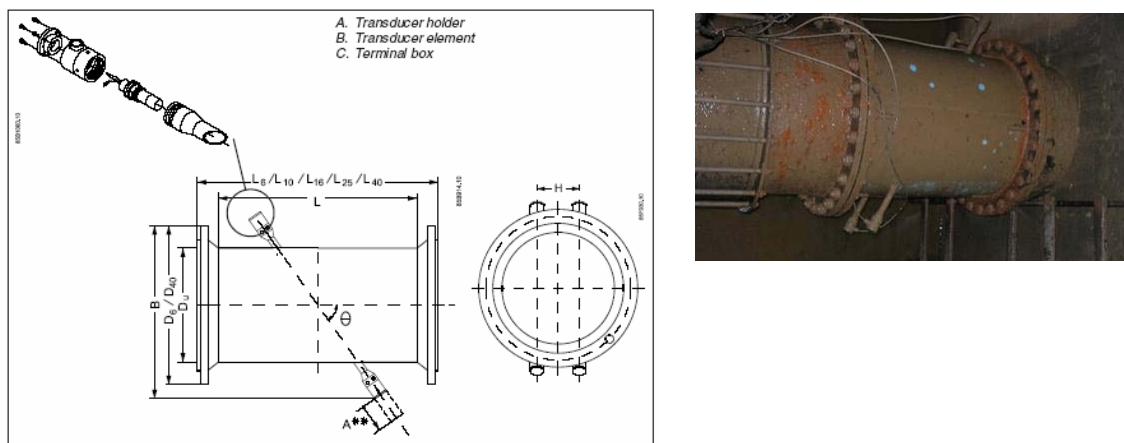 A. Transducer holder
B. Transducer element
C. Terminal box
L6 / L10 / L16 / L25 / L40
L
H
B
D6 / D40
Du
θ
A**